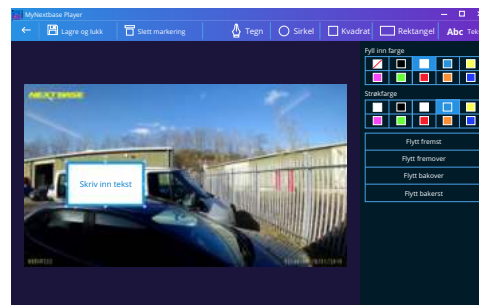 MyNextbase Player
Lagre og lukk
Slett markering
Tegn
Sirkel
Kvadrat
Rektangel
Abc
Fyll inn farge
Strøkfarge
NEXTBASE
Skriv inn tekst
Flytt fremst
Flytt fremover
Flytt bakover
Flytt bakerst